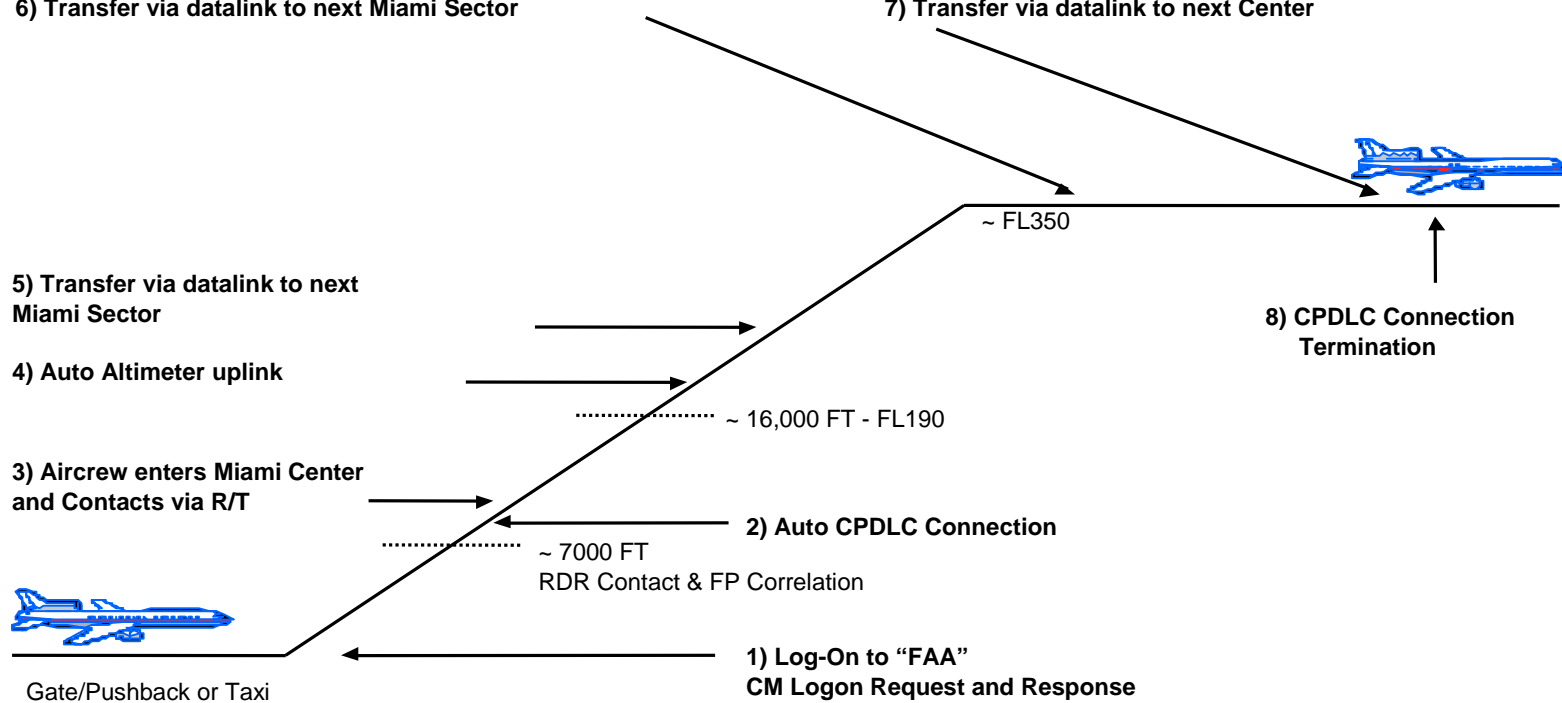 6) Transfer via datalink to next Miami Sector
7) Transfer via datalink to next Center
~ FL350
5) Transfer via datalink to next
Miami Sector
8) CPDLC Connection
Termination
4) Auto Altimeter uplink
~ 16,000 FT - FL190
3) Aircrew enters Miami Center
and Contacts via R/T
2) Auto CPDLC Connection
~ 7000 FT
RDR Contact & FP Correlation
1) Log-On to “FAA”
CM Logon Request and Response
Gate/Pushback or Taxi